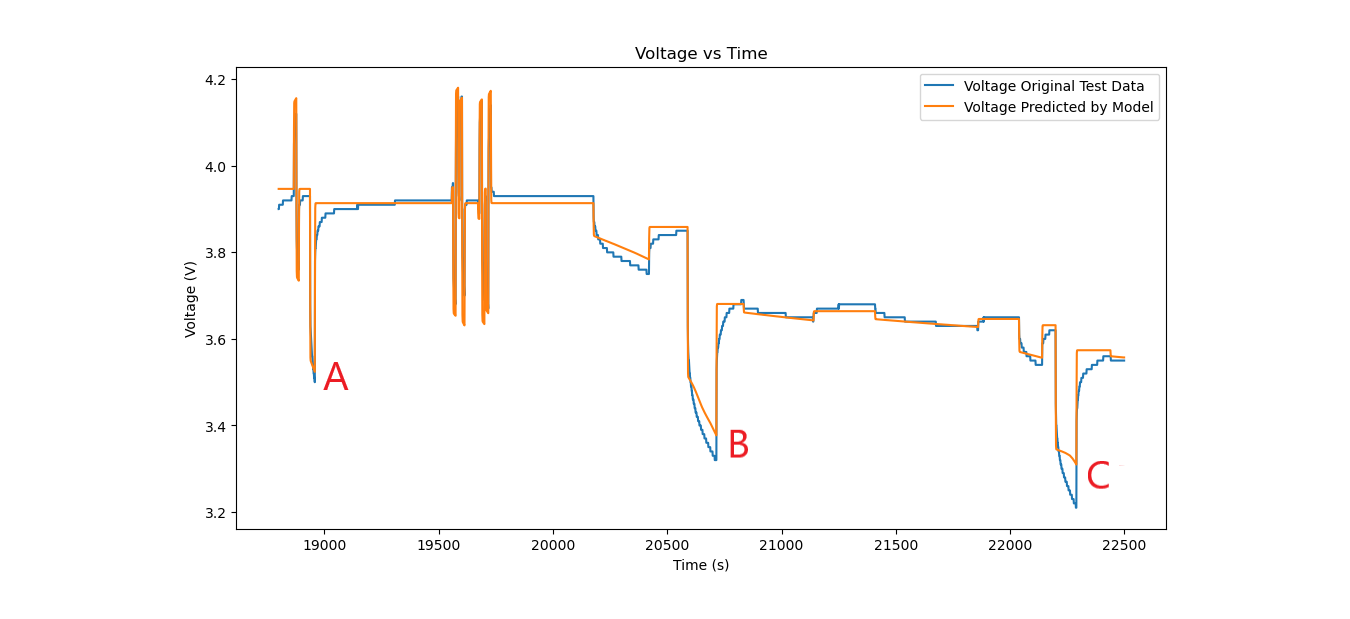 Voltage vs Time
Voltage Original Test Data
Voltage Predicted by Model
Voltage (V)
4.2
4.0
3.8
3.6
3.4
3.2
A
B
C
19000 19500 20000 20500 21000 21500 22000 22500
Time (s)